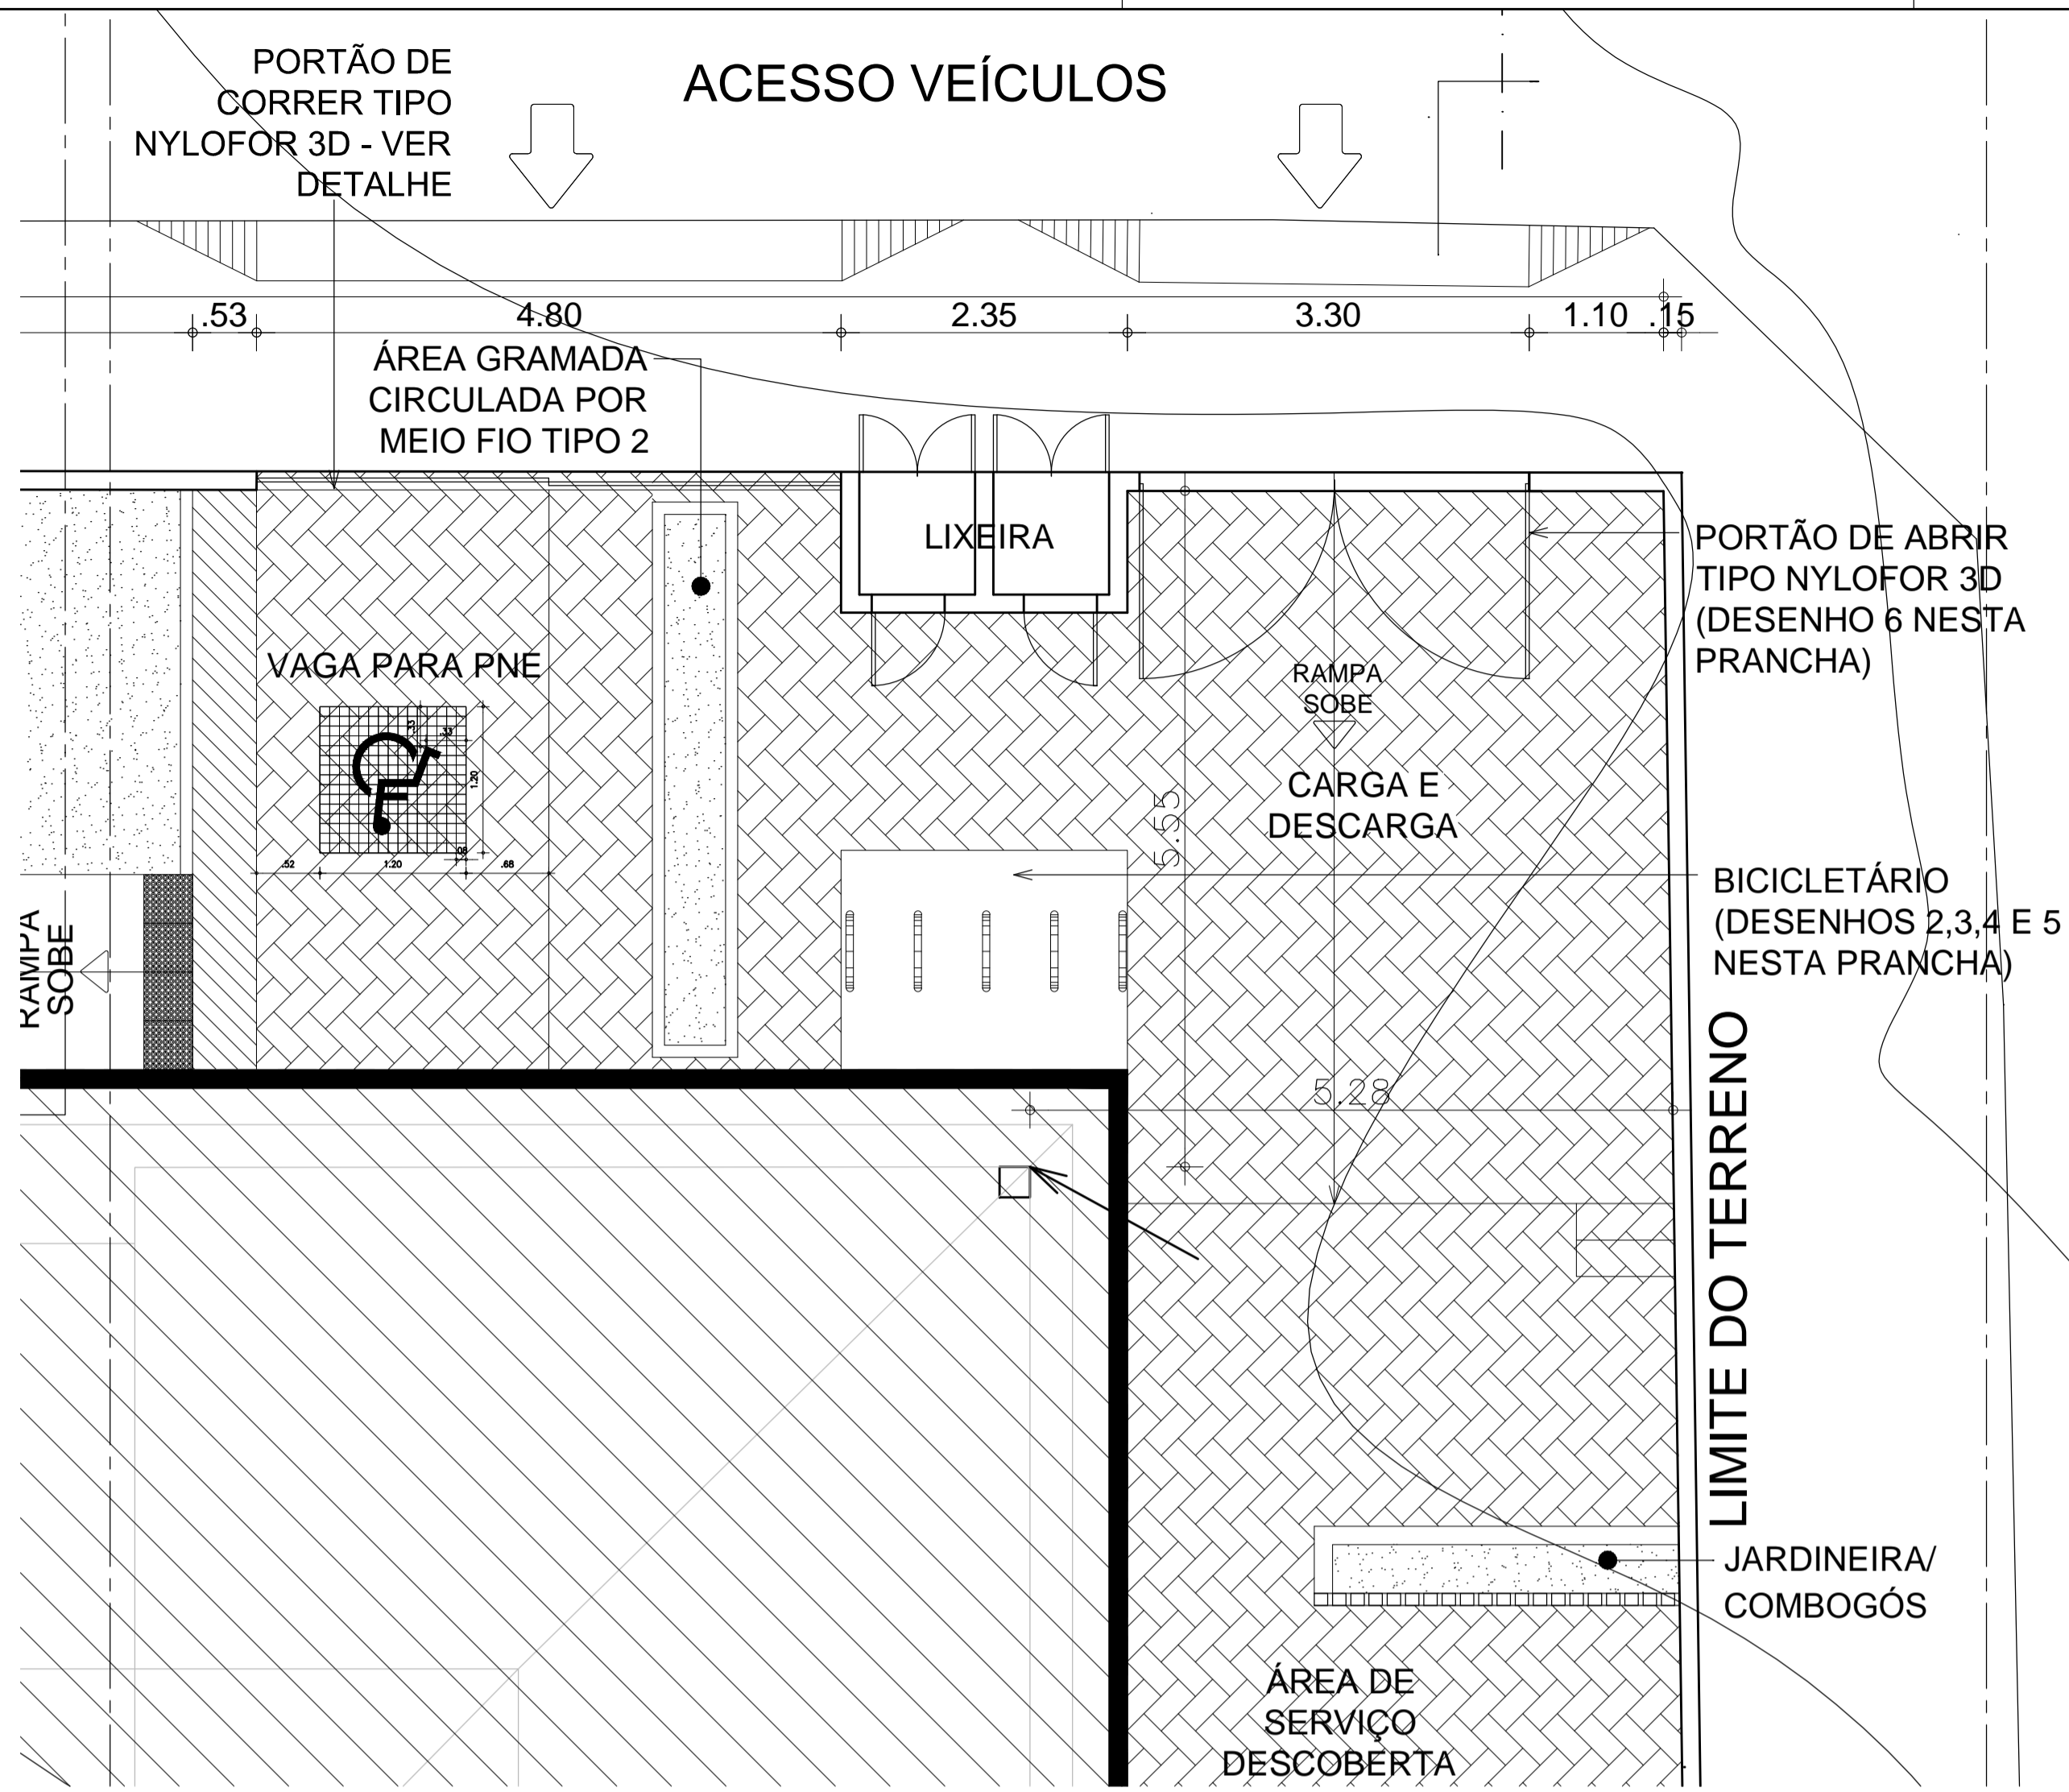 PORTÃO DE
CORRER TIPO
NYLOFOR 3D - VER
DETALHE
ACESSO VEÍCULOS
.53
4.80
2.35
3.30
1.10
.15
ÁREA GRAMADA
CIRCULADA POR
MEIO FIO TIPO 2
LIXEIRA
PORTÃO DE ABRIR
TIPO NYLOFOR 3D
(DESENHO 6 NESTA
PRANCHA)
VAGA PARA PNE
.33
.33
1.20
.08
.52
1.20
.68
RAMPA
SOBE
CARGA E
DESCARGA
5.55
BICICLETÁRIO
(DESENHOS 2,3,4 E 5
NESTA PRANCHA)
RAMPA
SOBE
5.28
LIMITE DO TERRENO
JARDINEIRA/
COMBOGÓS
ÁREA DE
SERVIÇO
DESCOBERTA